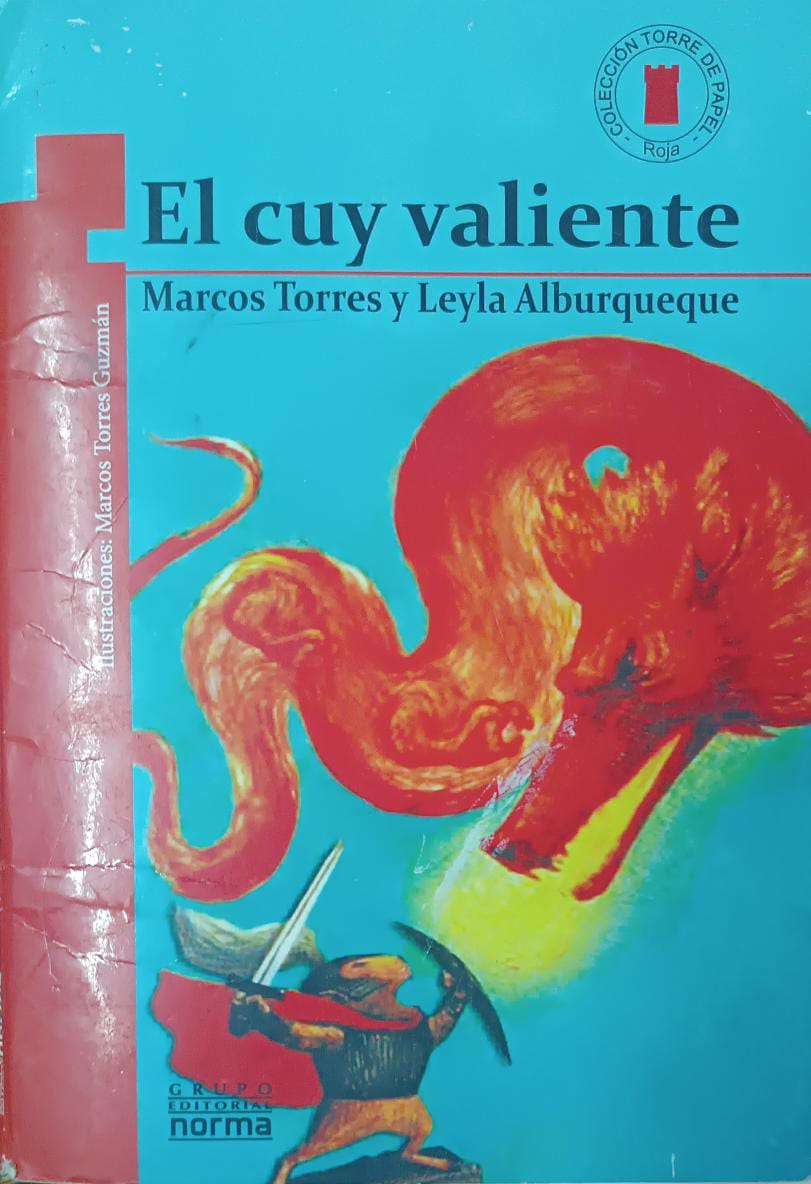 - COLECCIÓN TORRE DE PAPEL -
Roja
El cuy valiente
Marcos Torres y Leyla Alburqueque
Ilustraciones: Marcos Torres Guzmán
GRUPO
EDITORIAL
norma